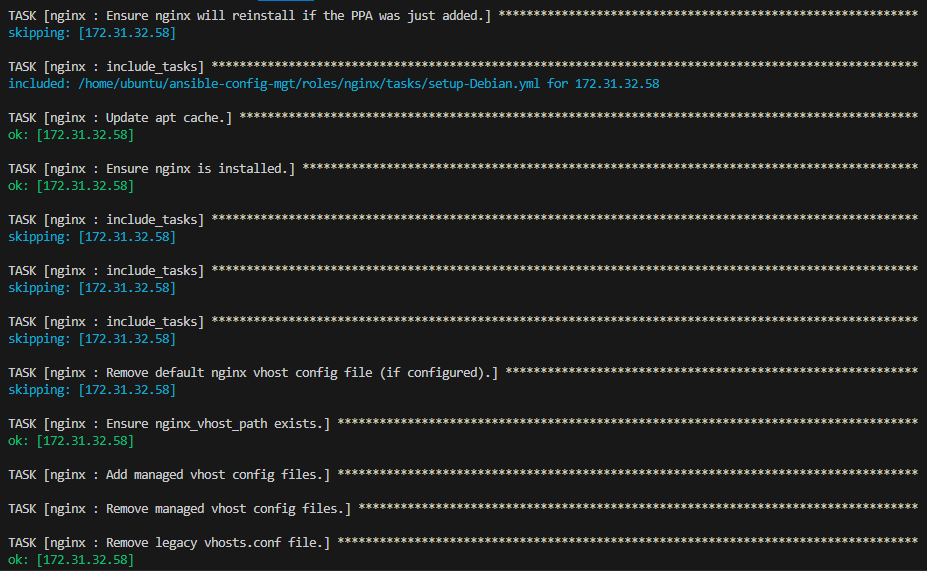 TASK [nginx : Ensure nginx will reinstall if the PPA was just added.] ************************************************************
skipping: [172.31.32.58]
TASK [nginx : include_tasks] *****************************************************************************************************
included: /home/ubuntu/ansible-config-mgt/roles/nginx/tasks/setup-Debian.yml for 172.31.32.58
TASK [nginx : Update apt cache.] *************************************************************************************************
ok: [172.31.32.58]
TASK [nginx : Ensure nginx is installed.] ****************************************************************************************
ok: [172.31.32.58]
TASK [nginx : include_tasks] *****************************************************************************************************
skipping: [172.31.32.58]
TASK [nginx : include_tasks] *****************************************************************************************************
skipping: [172.31.32.58]
TASK [nginx : include_tasks] *****************************************************************************************************
skipping: [172.31.32.58]
TASK [nginx : Remove default nginx vhost config file (if configured).] ***********************************************************
skipping: [172.31.32.58]
TASK [nginx : Ensure nginx_vhost_path exists.] ***********************************************************************************
ok: [172.31.32.58]
TASK [nginx : Add managed vhost config files.] ***********************************************************************************
TASK [nginx : Remove managed vhost config files.] ********************************************************************************
TASK [nginx : Remove legacy vhosts.conf file.] ***********************************************************************************
ok: [172.31.32.58]